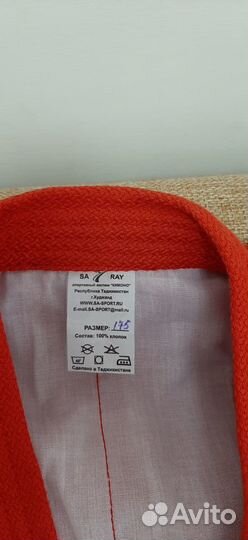 SA RAY
спортивный магазин "КИМОНО"
Республика Таджикистан
г.Худжанд
WWW.SA-SPORT.RU
E-mail.SA-SPORT@mail.ru
РАЗМЕР: 175
Состав: 100% хлопок
Сделано в Таджикистане
Avito